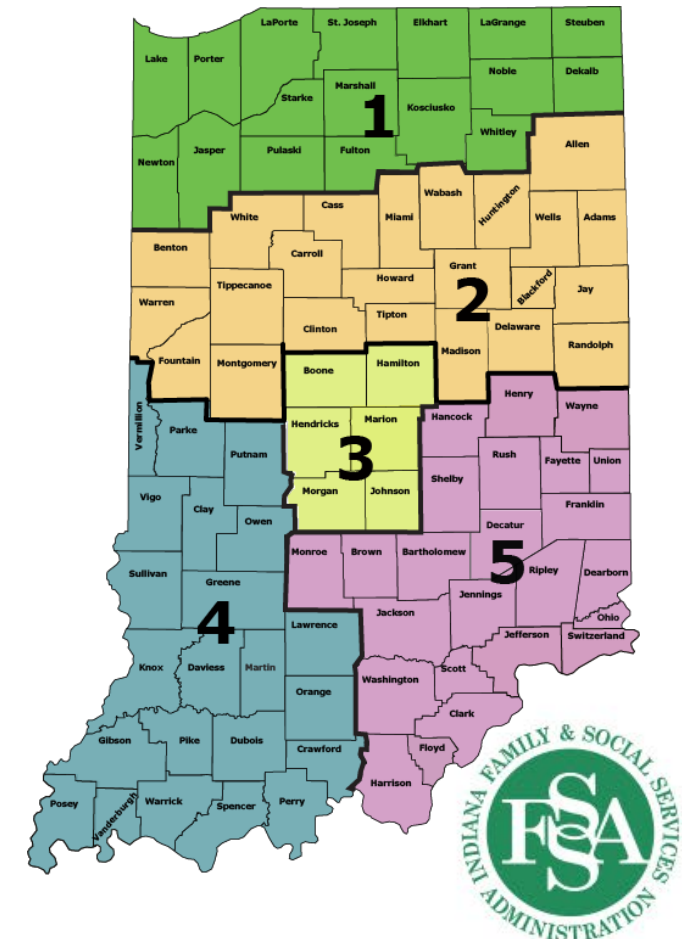 LaPorte
St. Joseph
Elkhart
LaGrange
Steuben
Lake
Porter
Noble
Dekalb
Starke
Marshall
Kosciusko
1
Whitley
Newton
Jasper
Pulaski
Fulton
Allen
White
Cass
Miami
Wabash
Huntington
Wells
Adams
Benton
Carroll
Grant
Howard
Tippecanoe
Blackford
Jay
Warren
2
Clinton
Tipton
Delaware
Fountain
Montgomery
Madison
Randolph
Boone
Hamilton
Henry
Wayne
Vermillion
Parke
Hendricks
Marion
Hancock
Putnam
3
Rush
Fayette
Union
Vigo
Clay
Morgan
Johnson
Shelby
Franklin
Owen
Decatur
Monroe
Brown
Bartholomew
5
Ripley
Dearborn
Sullivan
Greene
Jennings
4
Lawrence
Jackson
Ohio
Jefferson
Switzerland
Knox
Daviess
Martin
Washington
Scott
Orange
Clark
Gibson
Pike
Dubois
Crawford
Floyd
Harrison
Posey
Vanderburgh
Warrick
Spencer
Perry
INDIANA FAMILY & SOCIAL SERVICES
ADMINISTRATION
FSSA